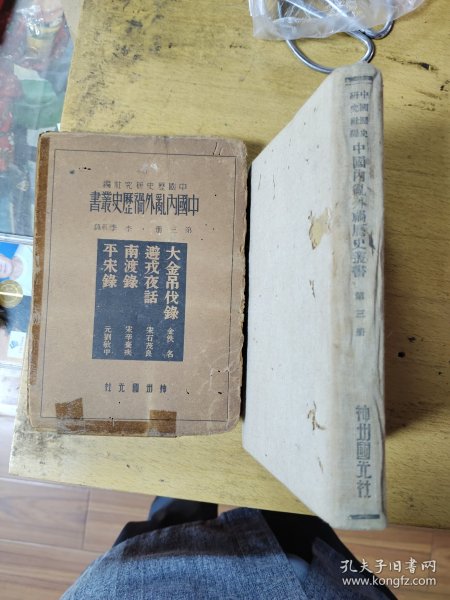 中國歷史研究社編
中國內亂外禍歷史叢書
第三冊
大金吊伐錄 金佚名
避戎夜話 宋石茂良
南渡錄 宋辛棄疾
平宋錄 元劉敏中
神州國光社
中國歷史
研究社編
中國內亂外禍歷史叢書
第三册
神州國光社
孔夫子旧书网
www.kongfz.com